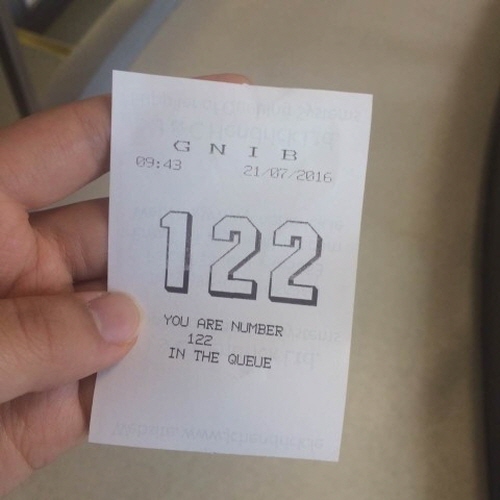 G N I B
09:43 21/07/2016
122
YOU ARE NUMBER
122
IN THE QUEUE